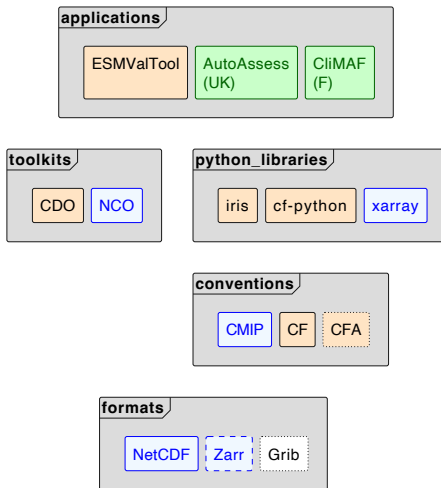 applications
ESMValTool
AutoAssess
(UK)
CliMAF
(F)
toolkits
CDO
NCO
python_libraries
iris
cf-python
xarray
conventions
CMIP
CF
CFA
formats
NetCDF
Zarr
Grib